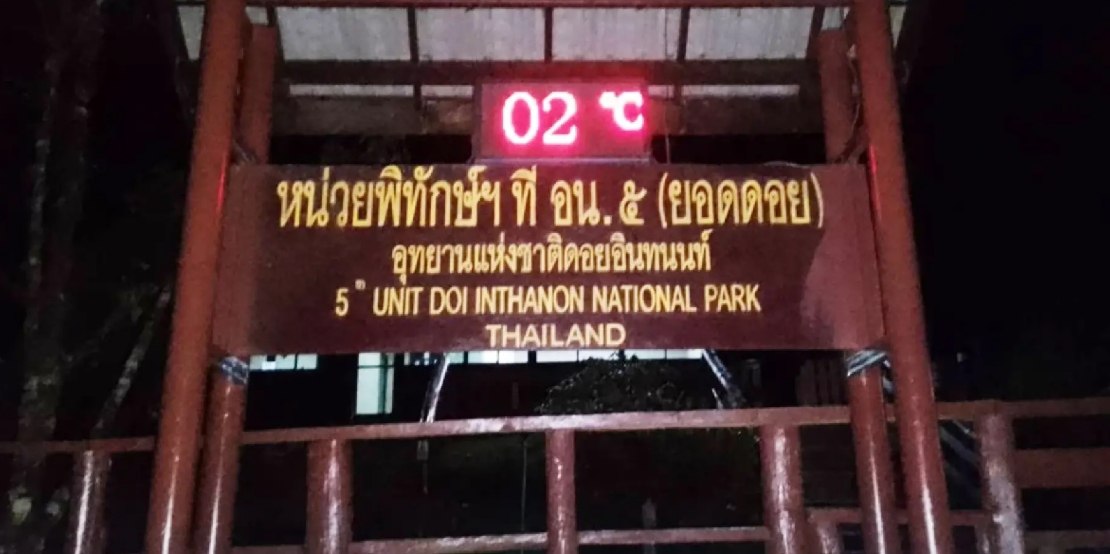 02 °C
หน่วยพิทักษ์ฯ ที่ อน. ๕ (ยอดดอย)
อุทยานแห่งชาติดอยอินทนนท์
5 th UNIT DOI INTHANON NATIONAL PARK
THAILAND